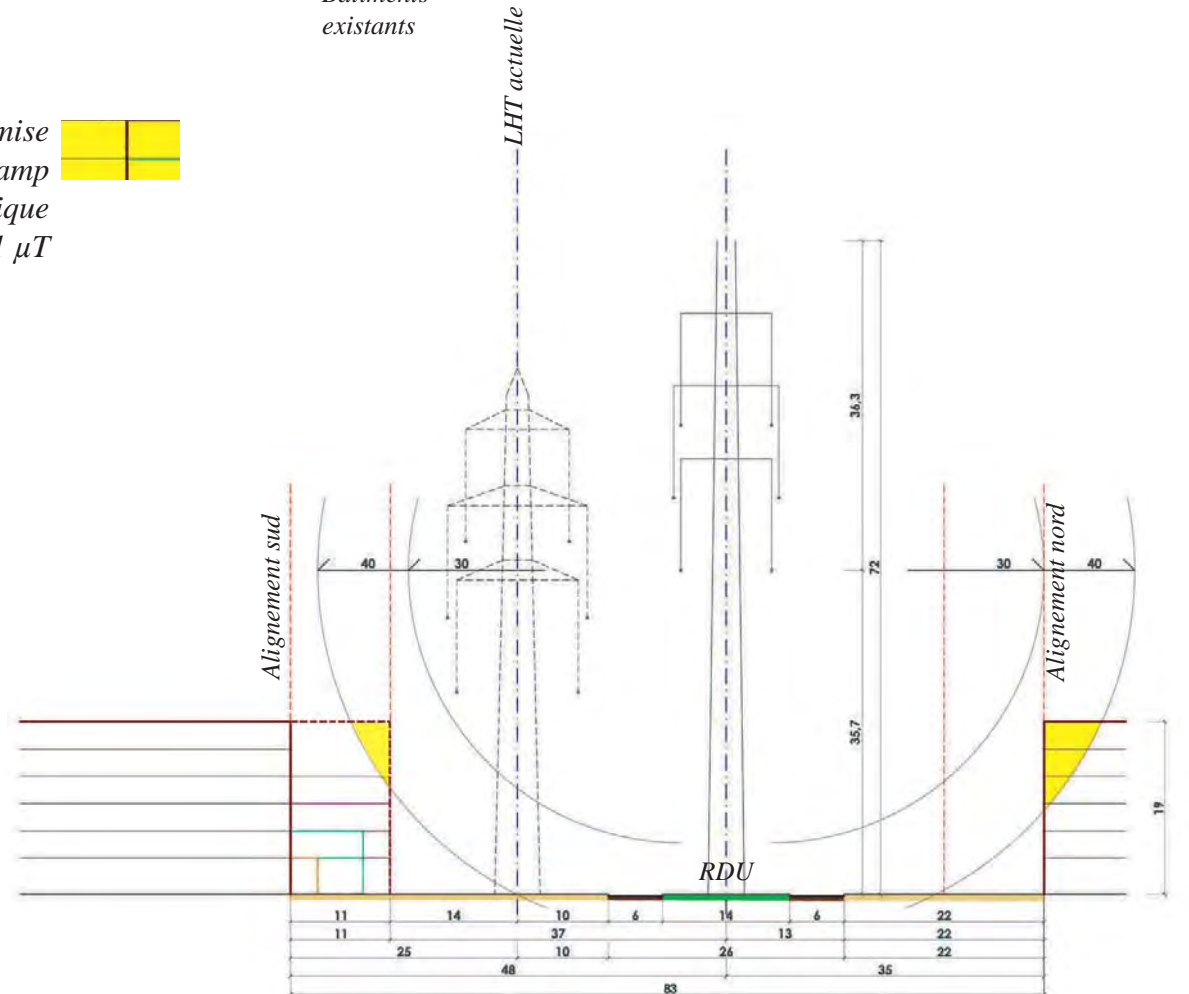 Bâtiments
existants
LHT actuelle
mise
amp
ique
μT
36,3
72
35,7
Alignement sud
40
30
30
40
Alignement nord
19
RDU
11 14 10 6 14 6 22
11 37 13 22
25 10 26 22
48 35
83